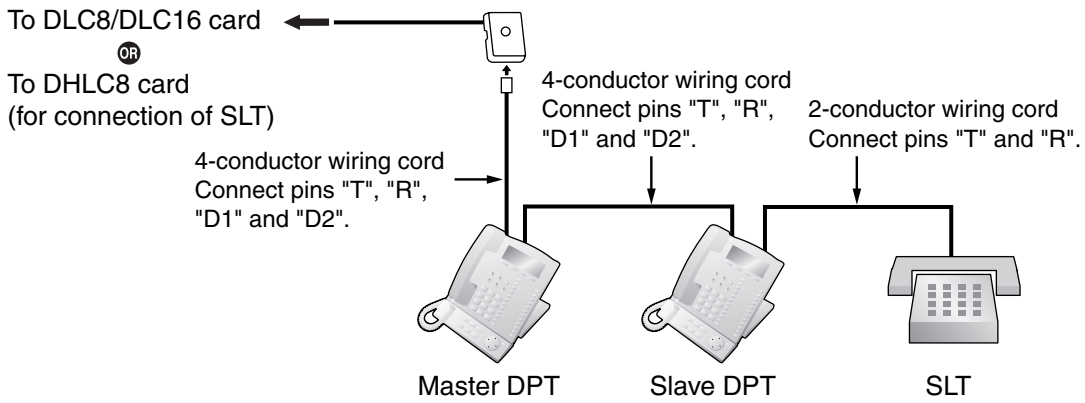 To DLC8/DLC16 card
OR
To DHLC8 card
(for connection of SLT)
4-conductor wiring cord
Connect pins "T", "R",
"D1" and "D2".
4-conductor wiring cord
Connect pins "T", "R",
"D1" and "D2".
2-conductor wiring cord
Connect pins "T" and "R".
Master DPT
Slave DPT
SLT